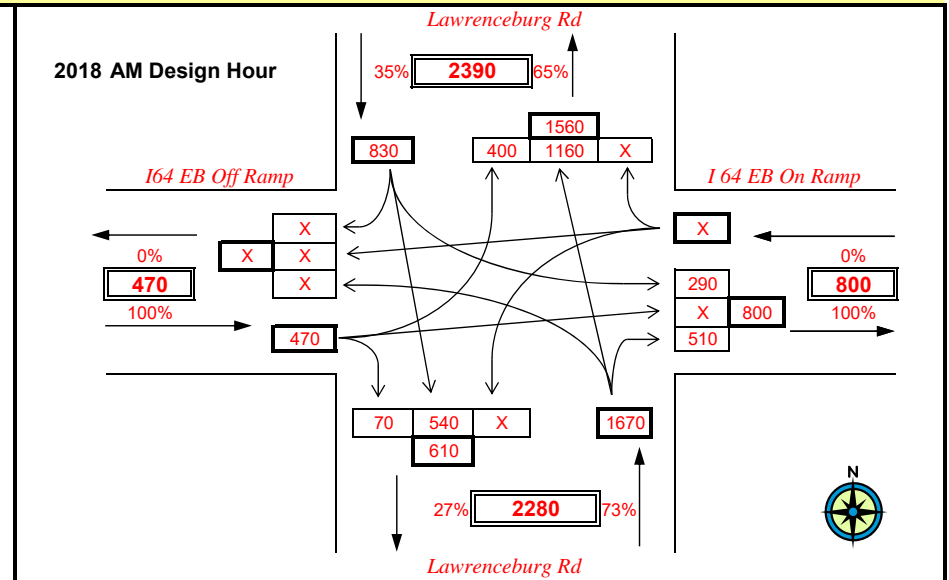 Lawrenceburg Rd
2018 AM Design Hour
35% 2390 65%
1560
830 400 1160 X
I64 EB Off Ramp
I 64 EB On Ramp
X
X
0% X X 0%
470 X 290 800
X 800
100% 100%
470 510
70 540 X 1670
610
N
27% 2280 73%
Lawrenceburg Rd